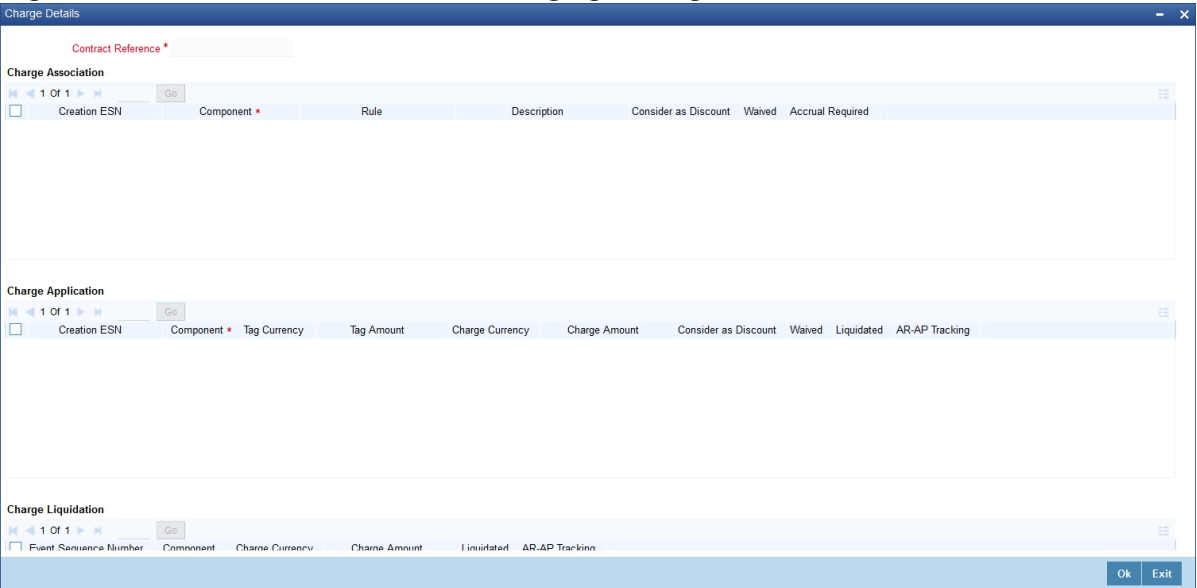 Charge Details
Contract Reference *
Charge Association
1 Of 1 Go
Creation ESN Component * Rule Description Consider as Discount Waived Accrual Required
Charge Application
1 Of 1 Go
Creation ESN Component * Tag Currency Tag Amount Charge Currency Charge Amount Consider as Discount Waived Liquidated AR-AP Tracking
Charge Liquidation
1 Of 1 Go
Event Sequence Number Component Charge Currency Charge Amount Liquidated AR-AP Tracking
Ok Exit